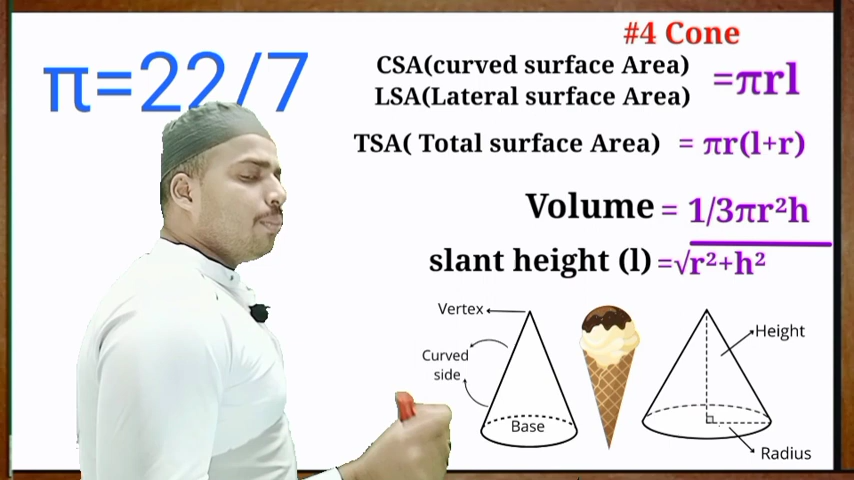 π=22/7
#4 Cone
CSA(curved surface Area)
LSA(Lateral surface Area)
=πrl
TSA( Total surface Area) = πr(l+r)
Volume = 1/3πr²h
slant height (l) =√r²+h²
Vertex
Curved
side
Base
Height
Radius